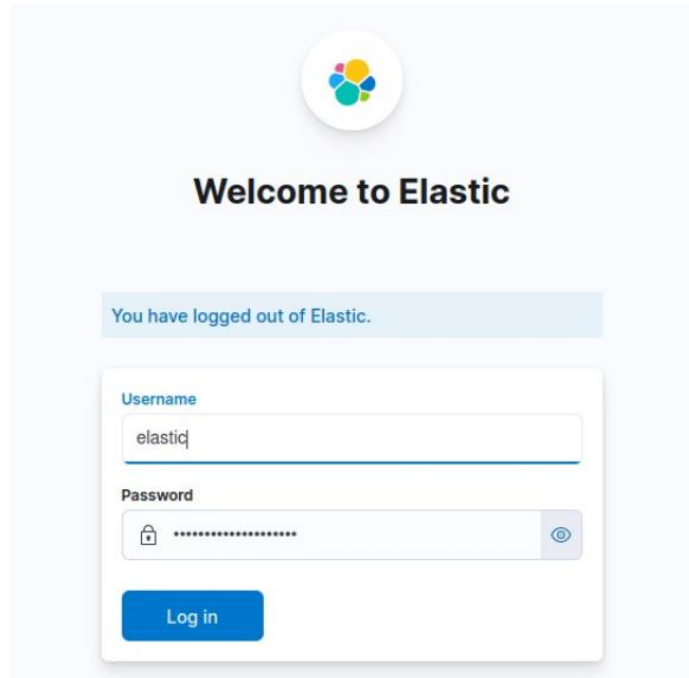 Welcome to Elastic
You have logged out of Elastic.
Username
elastic
Password
••••••••••••••••••••
Log in